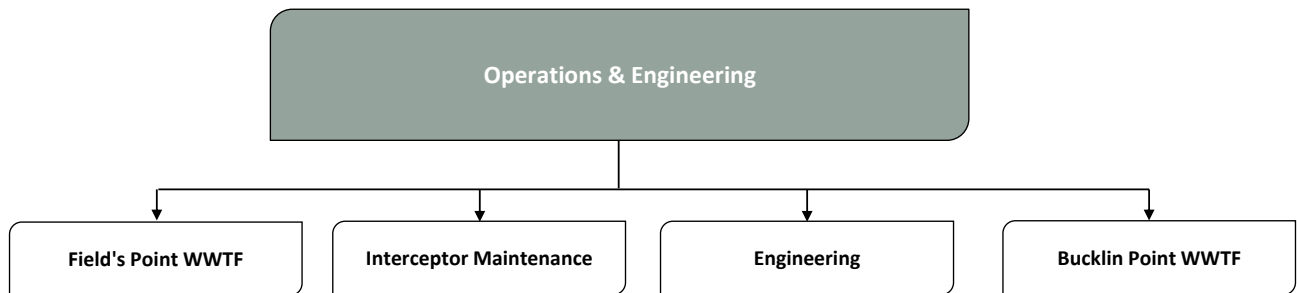 Operations & Engineering
Field's Point WWTF
Interceptor Maintenance
Engineering
Bucklin Point WWTF